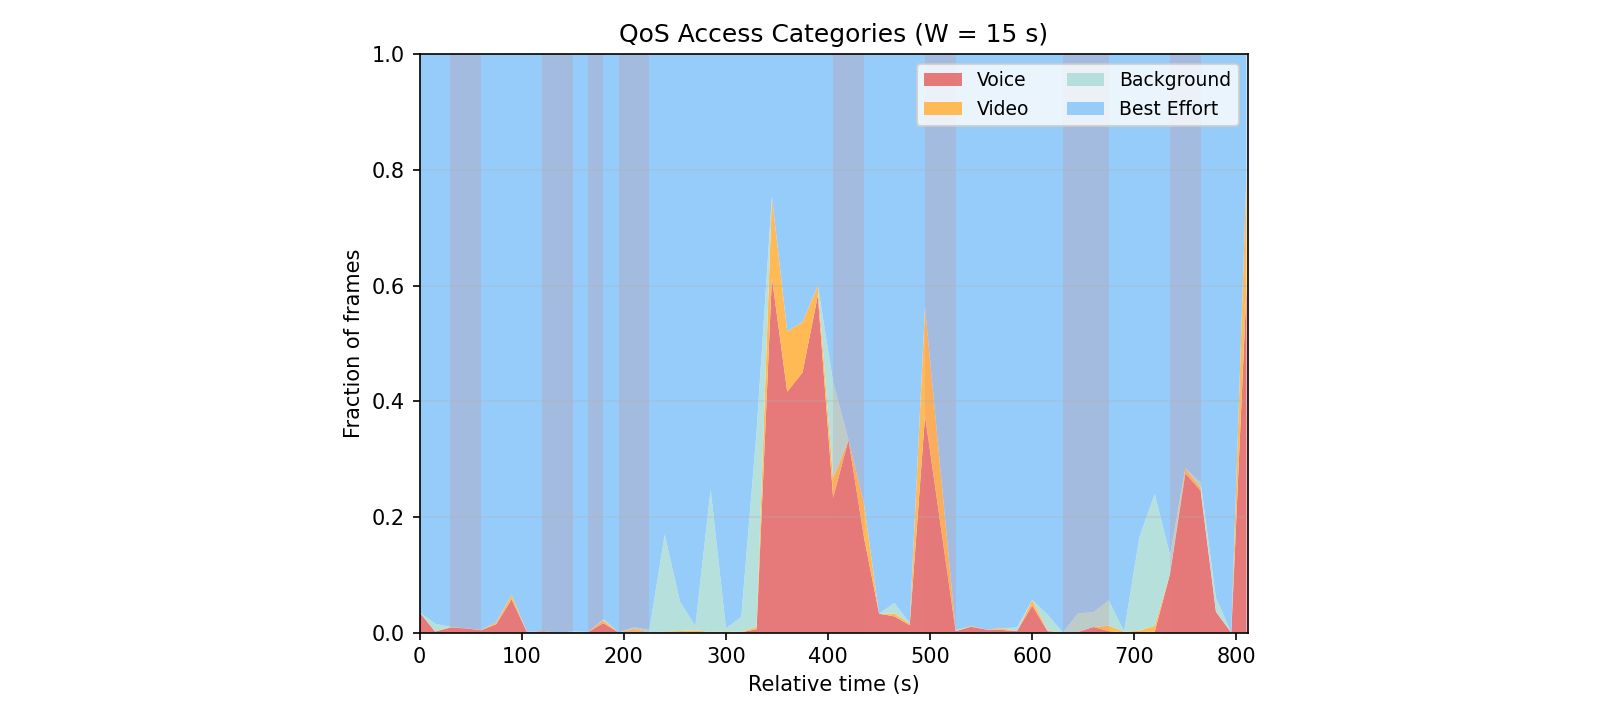 QoS Access Categories (W = 15 s)
Voice
Video
Background
Best Effort
Fraction of frames
1.0
0.8
0.6
0.4
0.2
0.0
0 100 200 300 400 500 600 700 800
Relative time (s)